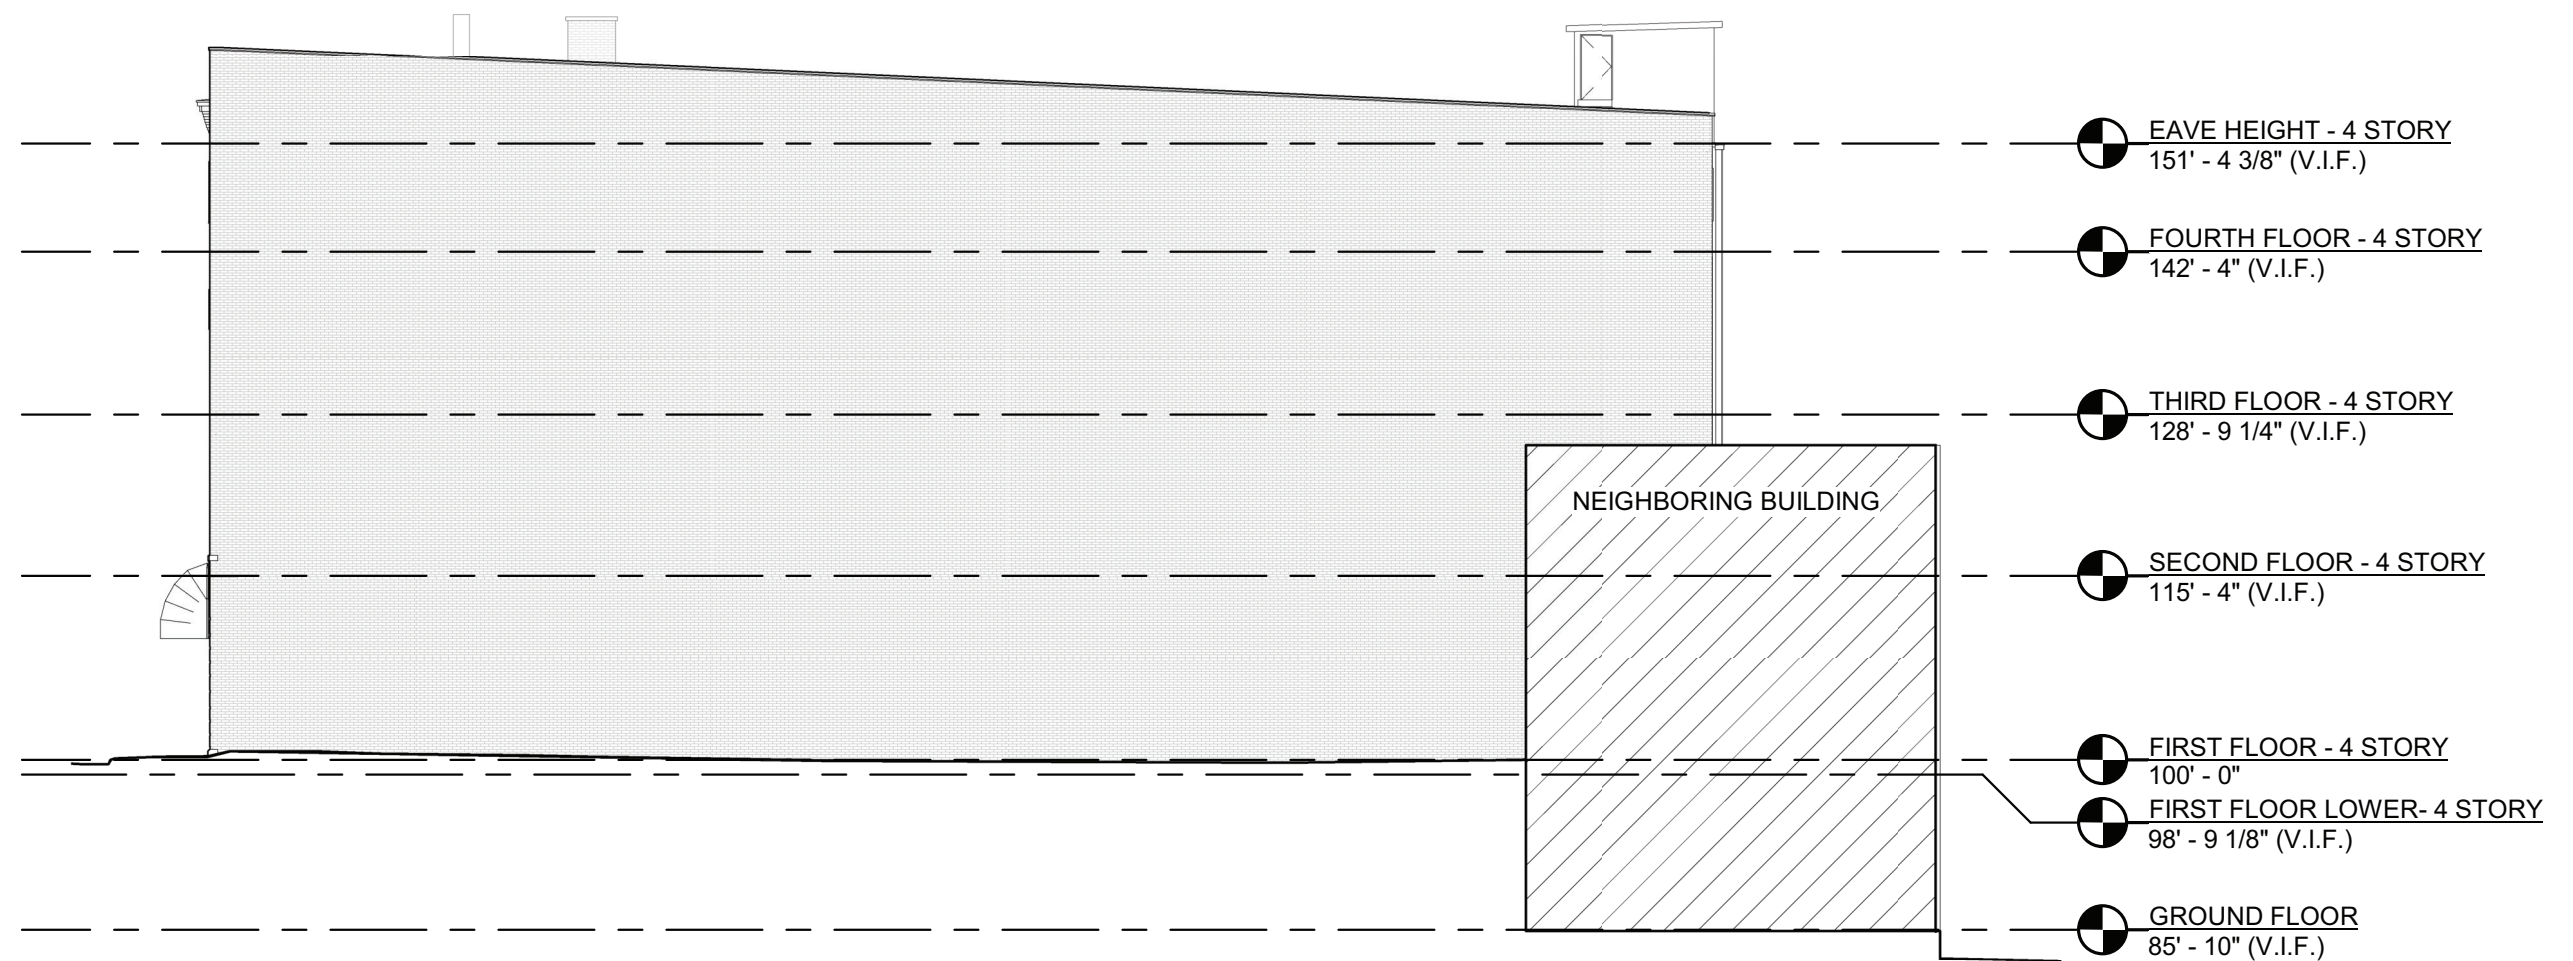 EAVE HEIGHT - 4 STORY
151' - 4 3/8" (V.I.F.)
FOURTH FLOOR - 4 STORY
142' - 4" (V.I.F.)
THIRD FLOOR - 4 STORY
128' - 9 1/4" (V.I.F.)
NEIGHBORING BUILDING
SECOND FLOOR - 4 STORY
115' - 4" (V.I.F.)
FIRST FLOOR - 4 STORY
100' - 0"
FIRST FLOOR LOWER- 4 STORY
98' - 9 1/8" (V.I.F.)
GROUND FLOOR
85' - 10" (V.I.F.)